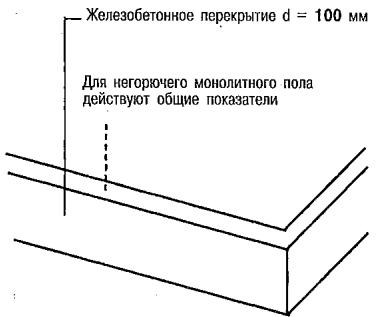 Железобетонное перекрытие d = 100 мм
Для негорючего монолитного пола
действуют общие показатели